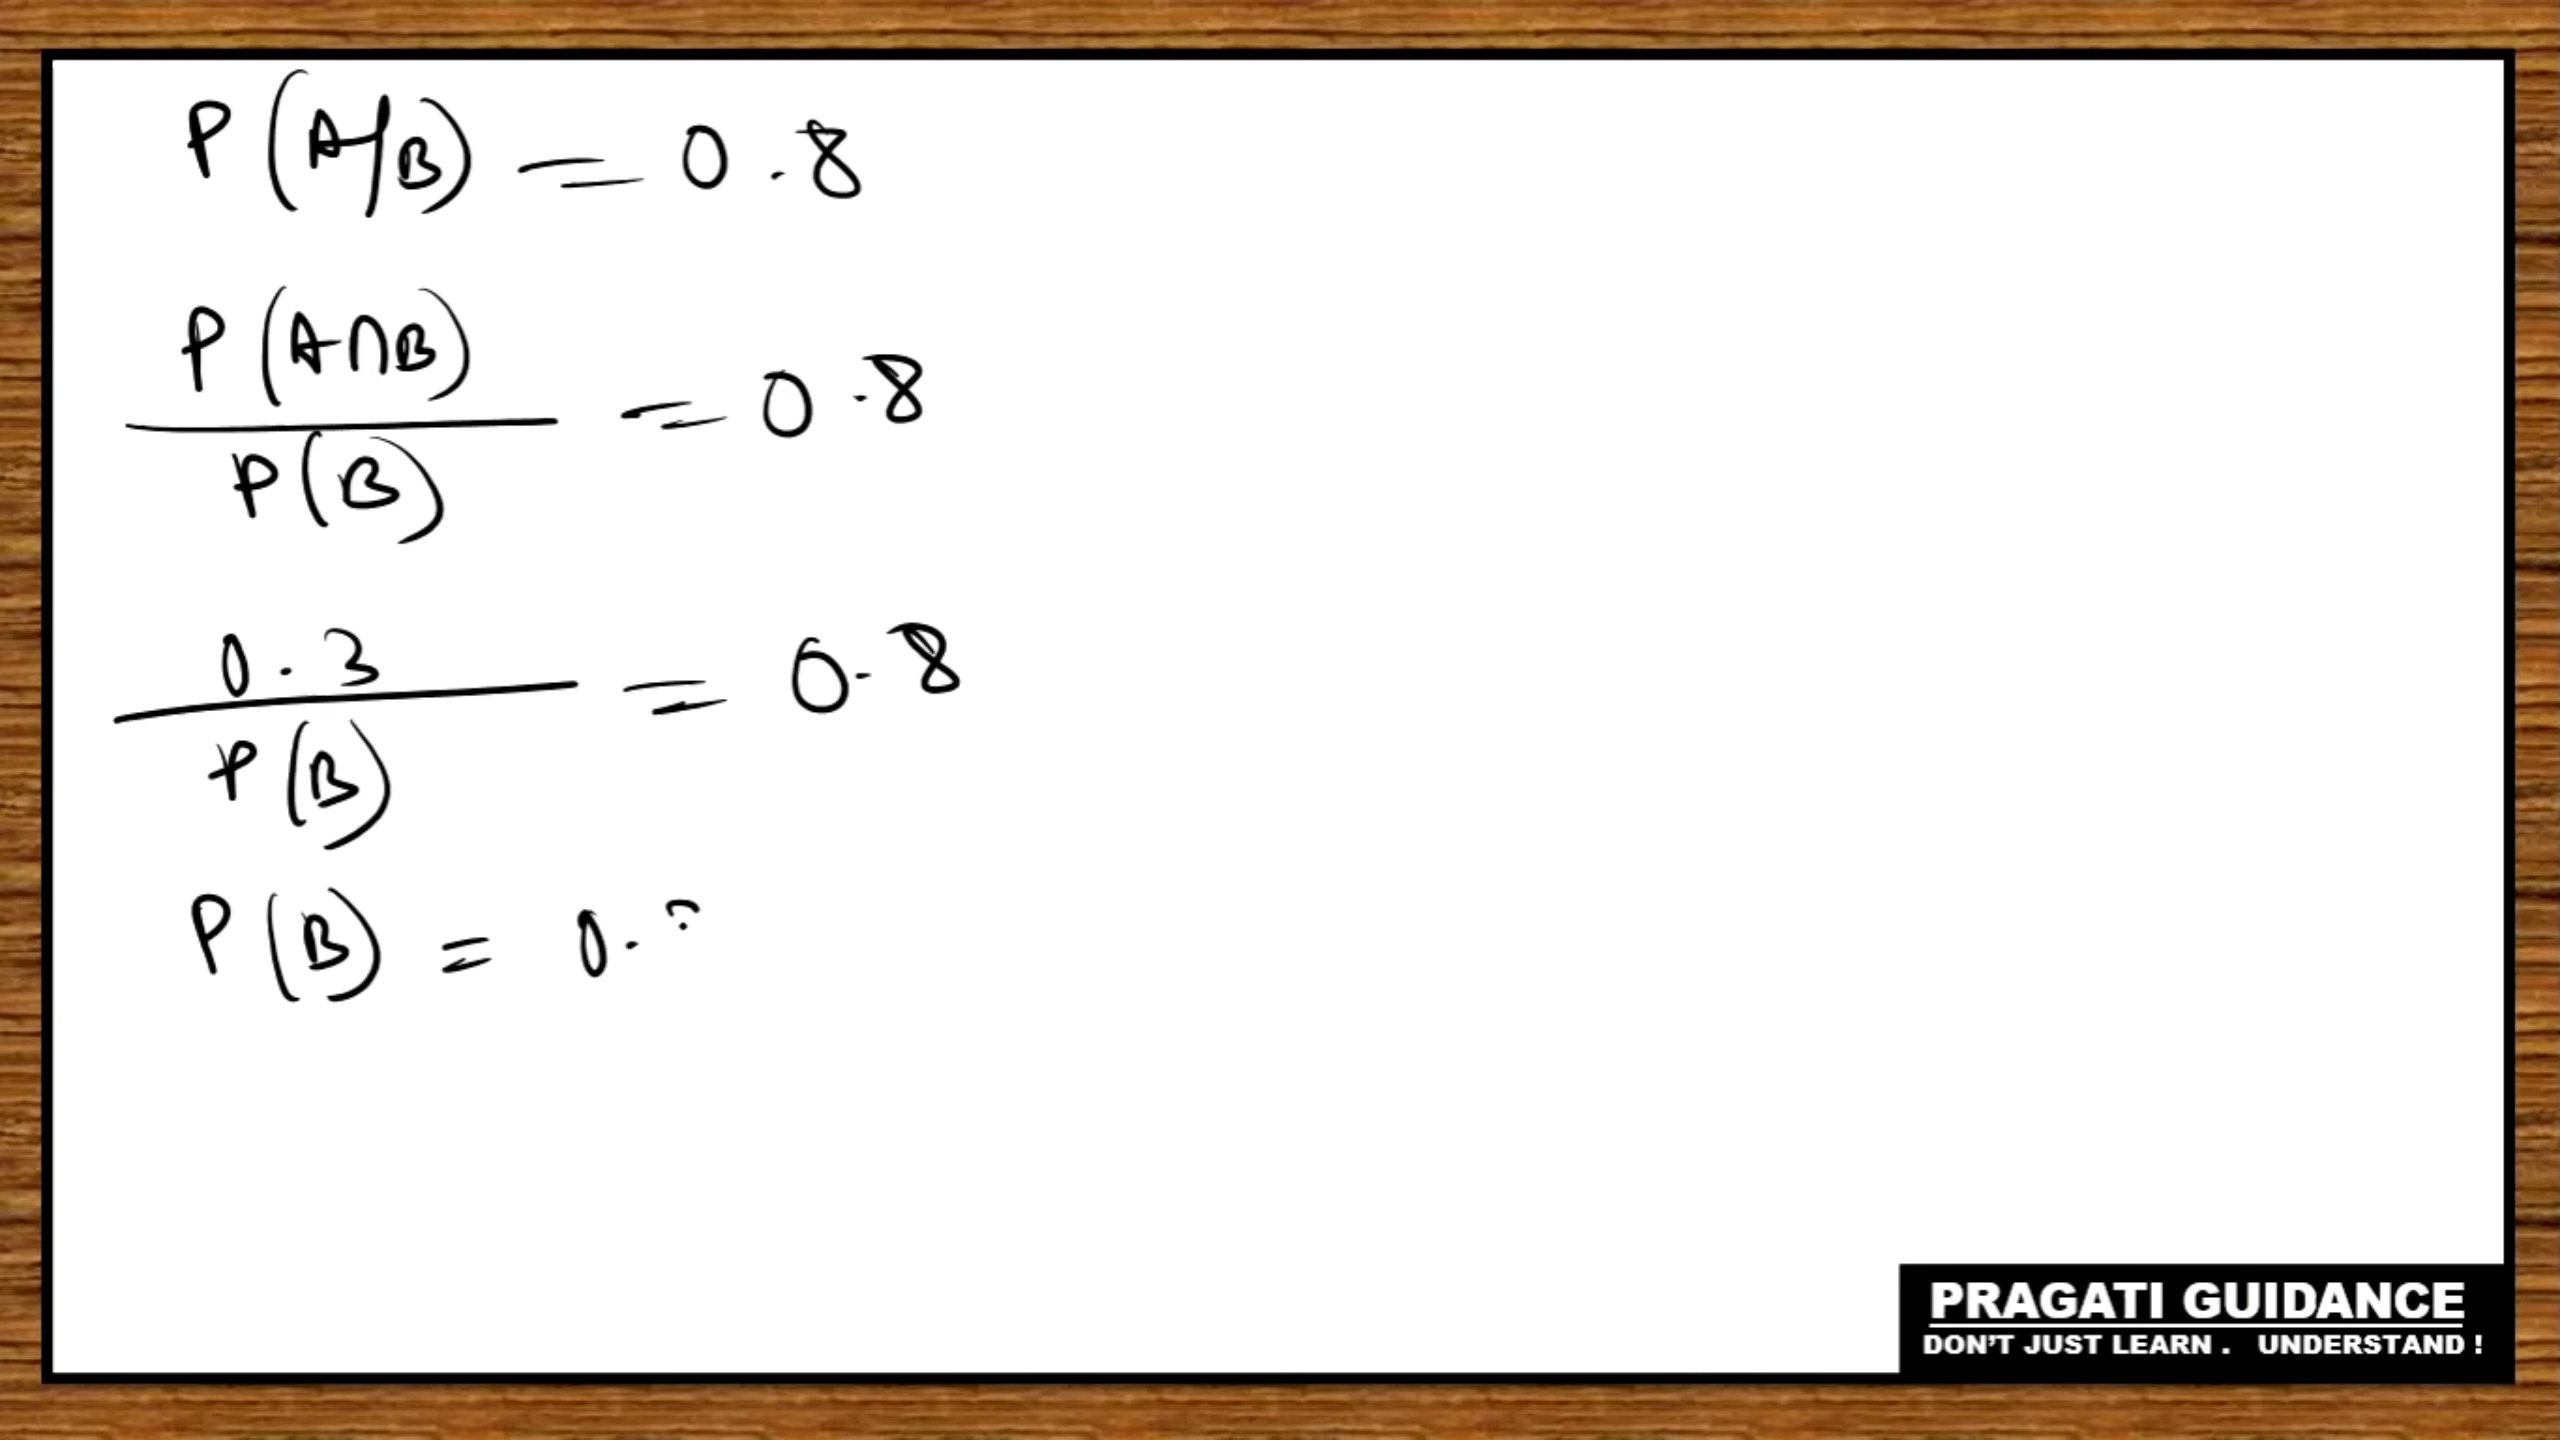 P(A/B) = 0.8
P(A∩B)
P(B)
= 0.8
0.3
P(B)
= 0.8
P(B) = 0.
PRAGATI GUIDANCE
DON'T JUST LEARN . UNDERSTAND !